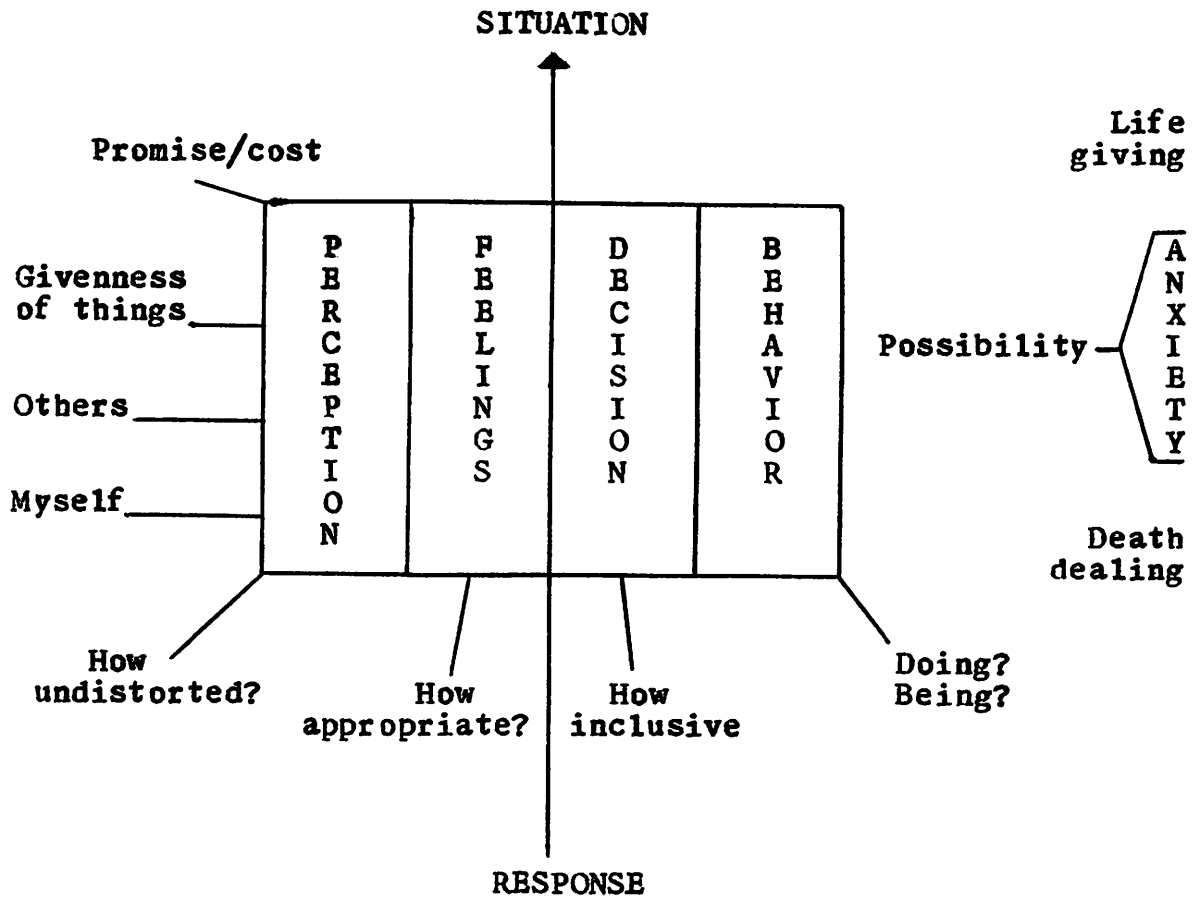 SITUATION
Promise/cost
Life
giving
PERCEPTION
FEELINGS
DECISION
BEHAVIOR
Givenness
of things
Others
Myself
Possibility
ANXIETY
Death
dealing
How
undistorted?
How
appropriate?
How
inclusive
Doing?
Being?
RESPONSE